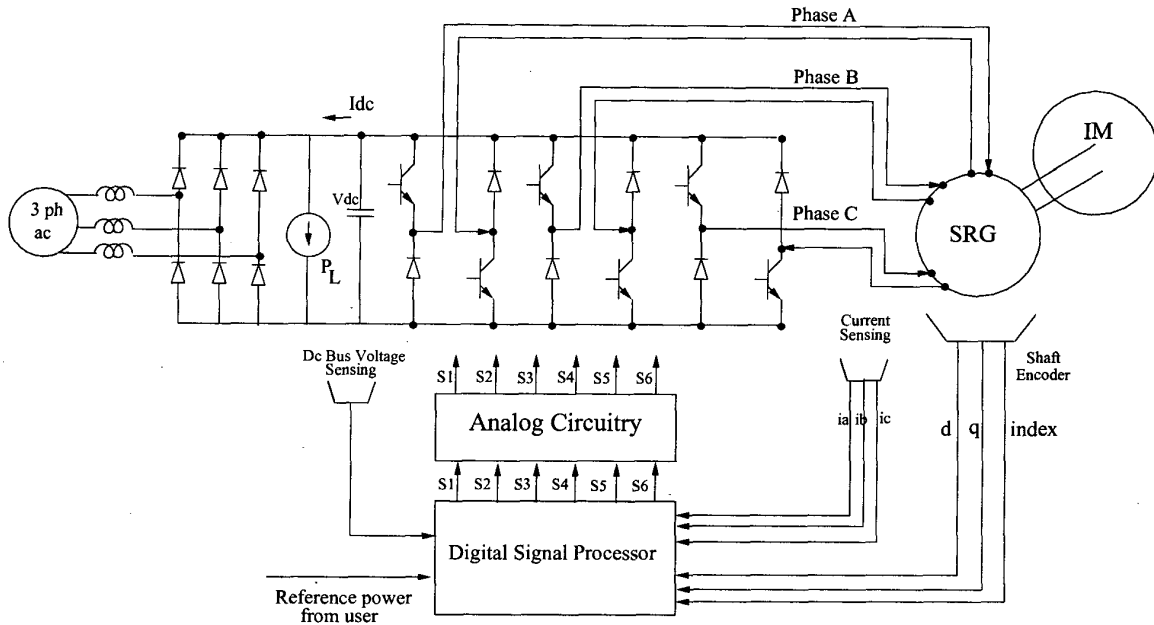 Phase A
Phase B
Idc
IM
3 ph
ac
Vdc
P_L
Phase C
SRG
Dc Bus Voltage
Sensing
Current
Sensing
Shaft
Encoder
S1 S2 S3 S4 S5 S6
Analog Circuitry
ia ib ic
d q index
S1 S2 S3 S4 S5 S6
Digital Signal Processor
Reference power
from user